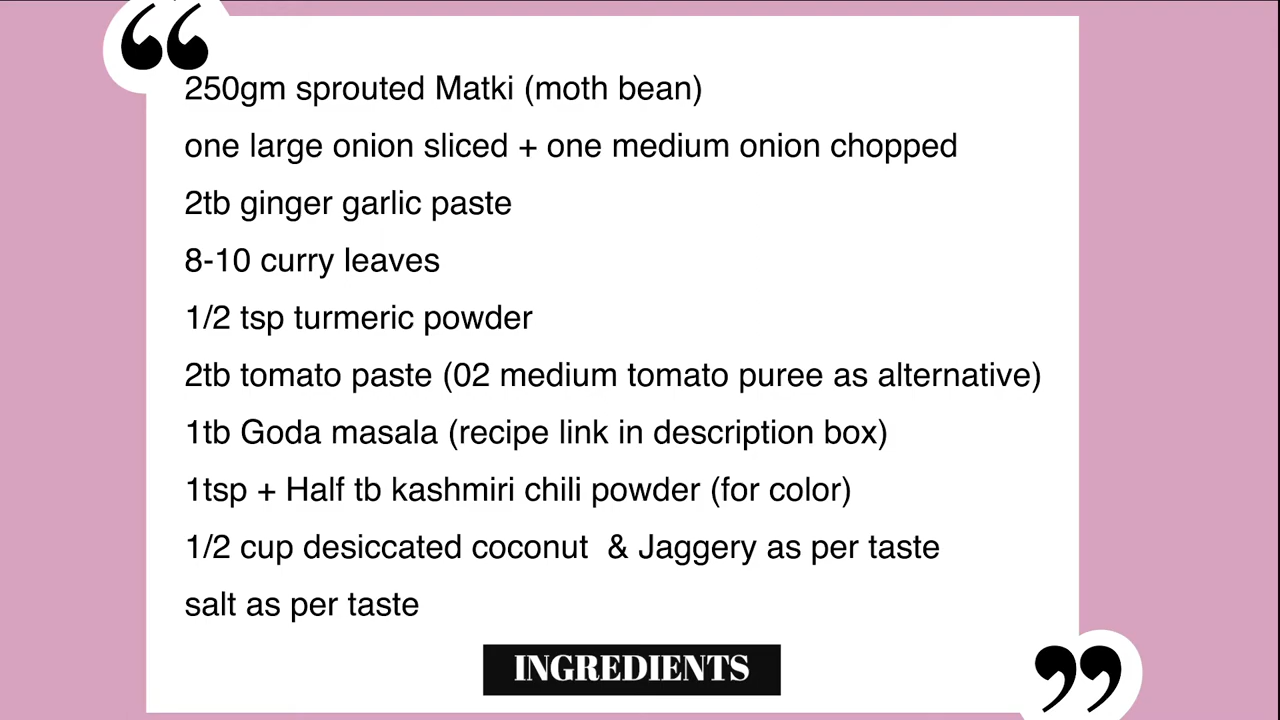 250gm sprouted Matki (moth bean)
one large onion sliced + one medium onion chopped
2tb ginger garlic paste
8-10 curry leaves
1/2 tsp turmeric powder
2tb tomato paste (02 medium tomato puree as alternative)
1tb Goda masala (recipe link in description box)
1tsp + Half tb kashmiri chili powder (for color)
1/2 cup desiccated coconut  & Jaggery as per taste
salt as per taste
INGREDIENTS